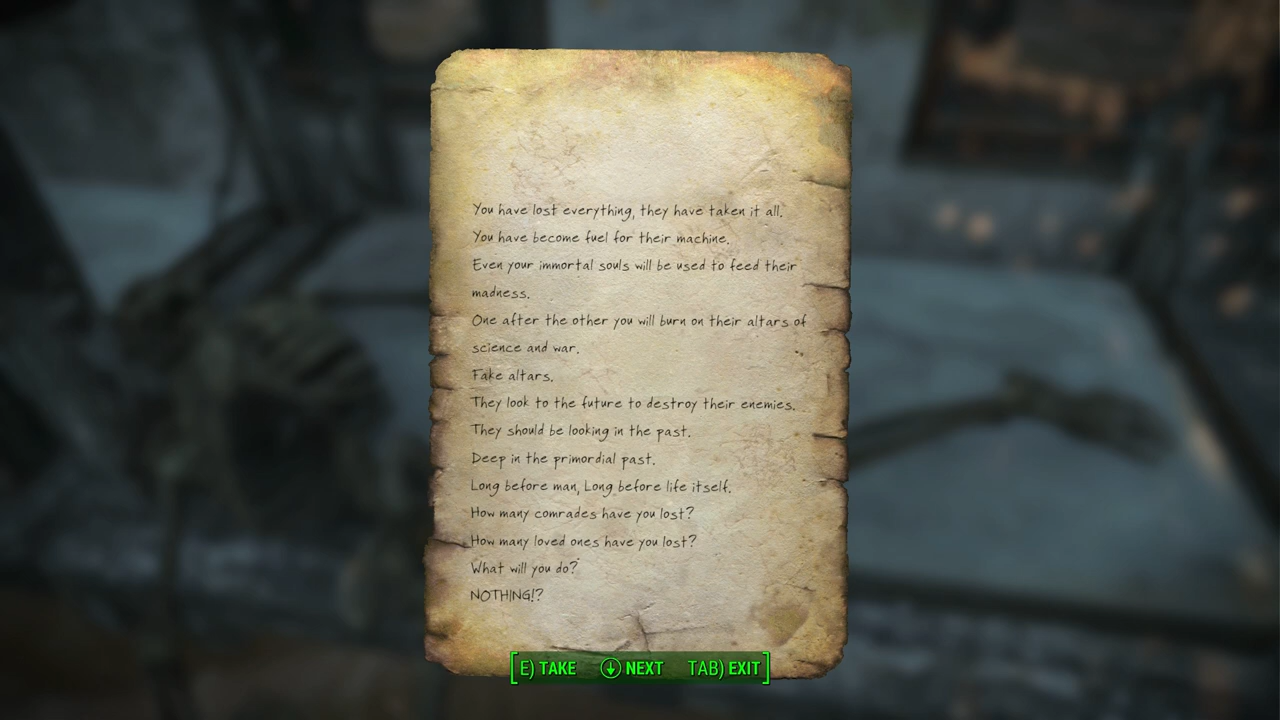 You have lost everything, they have taken it all.
You have become fuel for their machine.
Even your immortal souls will be used to feed their
madness.
One after the other you will burn on their altars of
science and war.
Fake altars.
They look to the future to destroy their enemies.
They should be looking in the past.
Deep in the primordial past.
Long before man, Long before life itself.
How many comrades have you lost?
How many loved ones have you lost?
What will you do?
NOTHING!?
E) TAKE NEXT TAB) EXIT